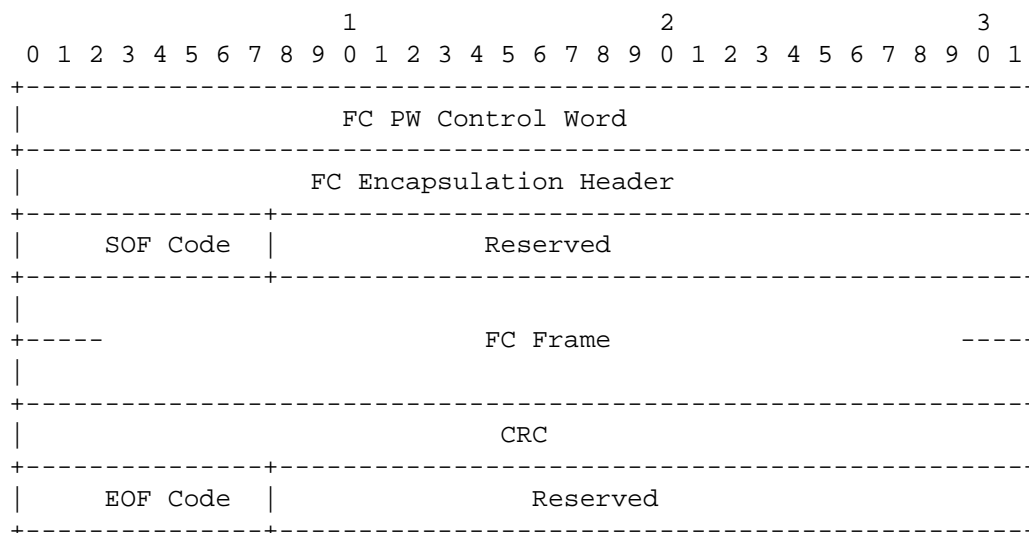 1 2 3
0 1 2 3 4 5 6 7 8 9 0 1 2 3 4 5 6 7 8 9 0 1 2 3 4 5 6 7 8 9 0 1
FC PW Control Word
FC Encapsulation Header
SOF Code | Reserved
FC Frame
CRC
EOF Code | Reserved